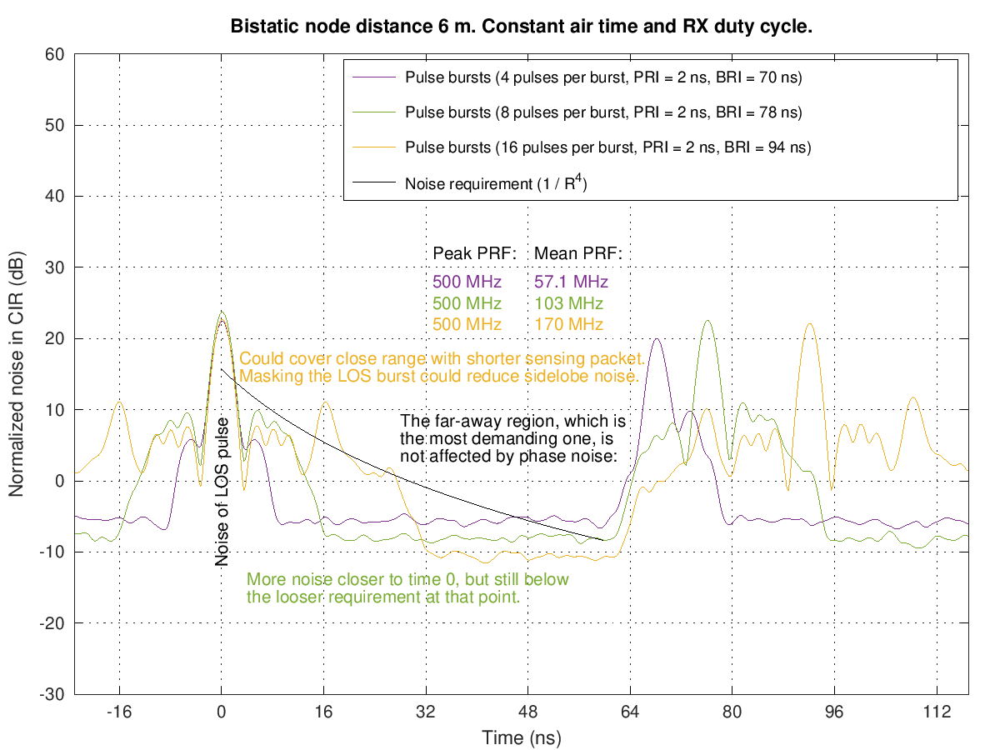 Bistatic node distance 6 m. Constant air time and RX duty cycle.
60
50
40
30
20
10
0
-10
-20
-30
Normalized noise in CIR (dB)
Pulse bursts (4 pulses per burst, PRI = 2 ns, BRI = 70 ns)
Pulse bursts (8 pulses per burst, PRI = 2 ns, BRI = 78 ns)
Pulse bursts (16 pulses per burst, PRI = 2 ns, BRI = 94 ns)
Noise requirement (1 / R^4)
Peak PRF: Mean PRF:
500 MHz 57.1 MHz
500 MHz 103 MHz
500 MHz 170 MHz
Could cover close range with shorter sensing packet.
Masking the LOS burst could reduce sidelobe noise.
The far-away region, which is
the most demanding one, is
not affected by phase noise:
Noise of LOS pulse
More noise closer to time 0, but still below
the looser requirement at that point.
-16 0 16 32 48 64 80 96 112
Time (ns)